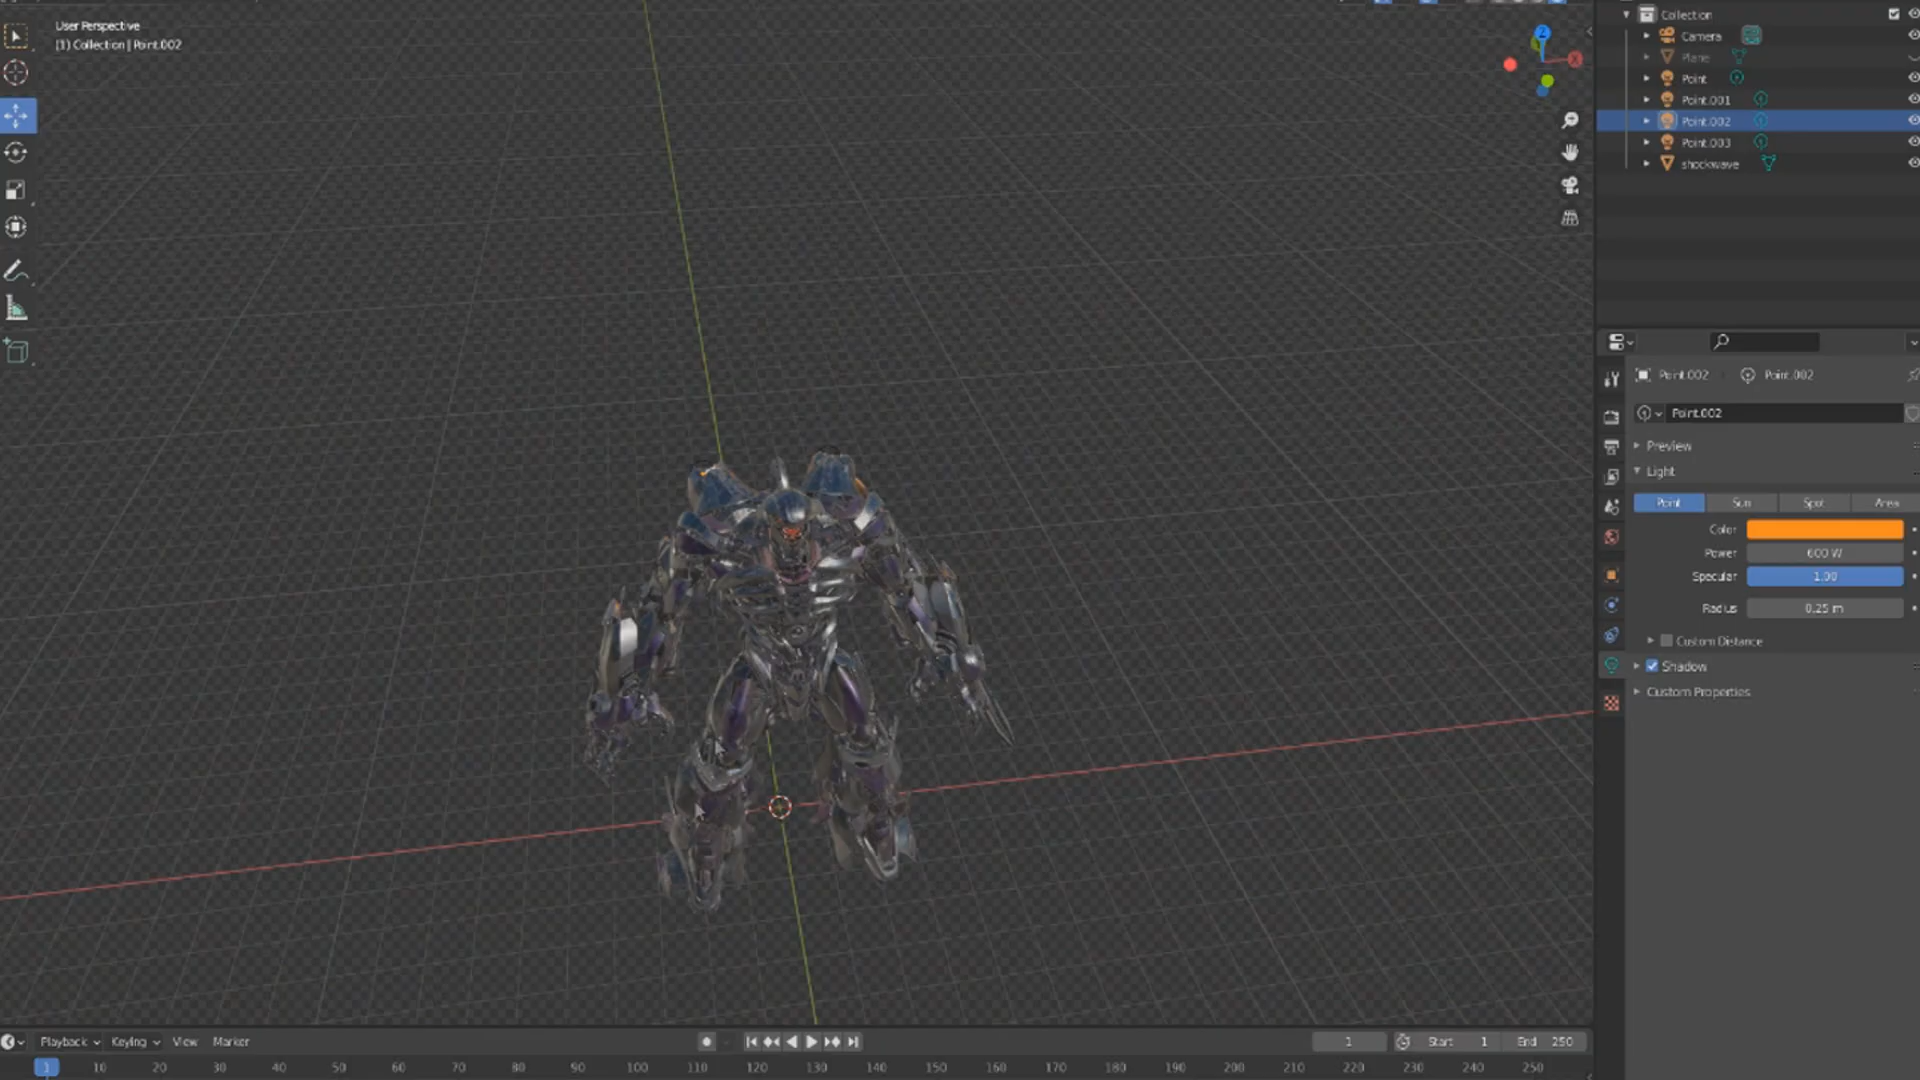 User Perspective
(1) Collection | Point.002
Z
X
Collection
Camera
Plane
Point
Point.001
Point.002
Point.003
shockwave
Point.002
Point.002
Point.002
Preview
Light
Point Sun Spot Area
Color
Power 600 W
Specular 1.00
Radius 0.25 m
Custom Distance
Shadow
Custom Properties
Playback Keying View Marker
1 Start 1 End 250
1 10 20 30 40 50 60 70 80 90 100 110 120 130 140 150 160 170 180 190 200 210 220 230 240 250